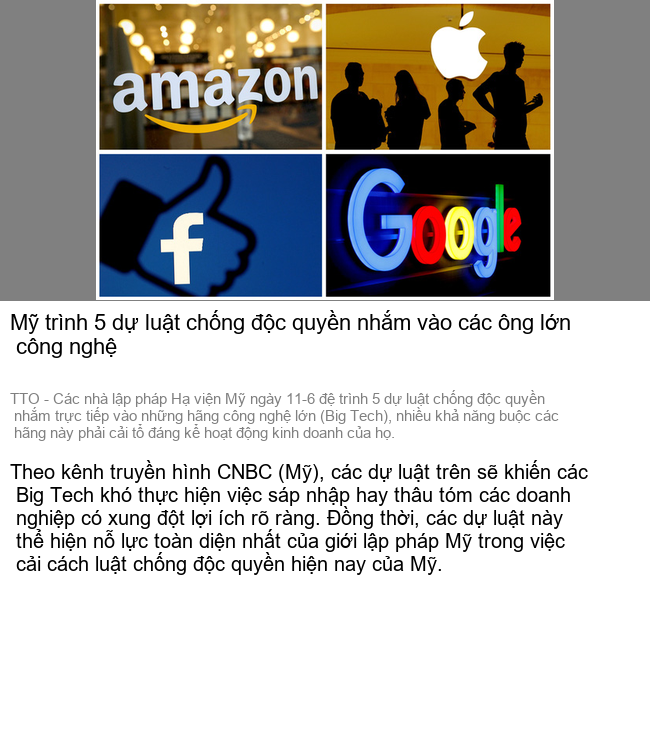 amazon
f
Google
Mỹ trình 5 dự luật chống độc quyền nhắm vào các ông lớn
công nghệ
TTO - Các nhà lập pháp Hạ viện Mỹ ngày 11-6 đệ trình 5 dự luật chống độc quyền
nhắm trực tiếp vào những hãng công nghệ lớn (Big Tech), nhiều khả năng buộc các
hãng này phải cải tổ đáng kể hoạt động kinh doanh của họ.
Theo kênh truyền hình CNBC (Mỹ), các dự luật trên sẽ khiến các
Big Tech khó thực hiện việc sáp nhập hay thâu tóm các doanh
nghiệp có xung đột lợi ích rõ ràng. Đồng thời, các dự luật này
thể hiện nỗ lực toàn diện nhất của giới lập pháp Mỹ trong việc
cải cách luật chống độc quyền hiện nay của Mỹ.